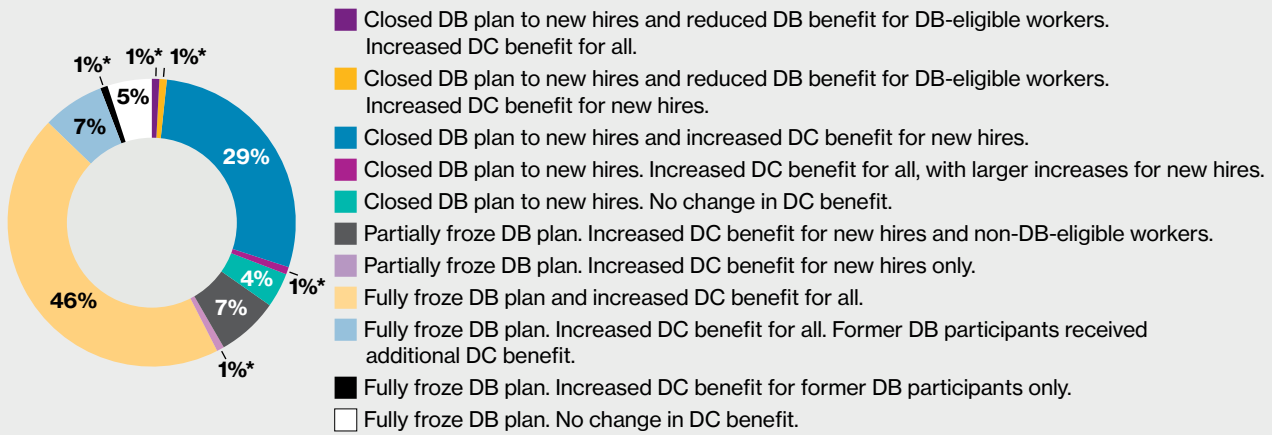 1%*
1%*
1%*
5%
7%
29%
46%
4%
7%
1%*
1%*
Closed DB plan to new hires and reduced DB benefit for DB-eligible workers.
Increased DC benefit for all.
Closed DB plan to new hires and reduced DB benefit for DB-eligible workers.
Increased DC benefit for new hires.
Closed DB plan to new hires and increased DC benefit for new hires.
Closed DB plan to new hires. Increased DC benefit for all, with larger increases for new hires.
Closed DB plan to new hires. No change in DC benefit.
Partially froze DB plan. Increased DC benefit for new hires and non-DB-eligible workers.
Partially froze DB plan. Increased DC benefit for new hires only.
Fully froze DB plan and increased DC benefit for all.
Fully froze DB plan. Increased DC benefit for all. Former DB participants received
additional DC benefit.
Fully froze DB plan. Increased DC benefit for former DB participants only.
Fully froze DB plan. No change in DC benefit.